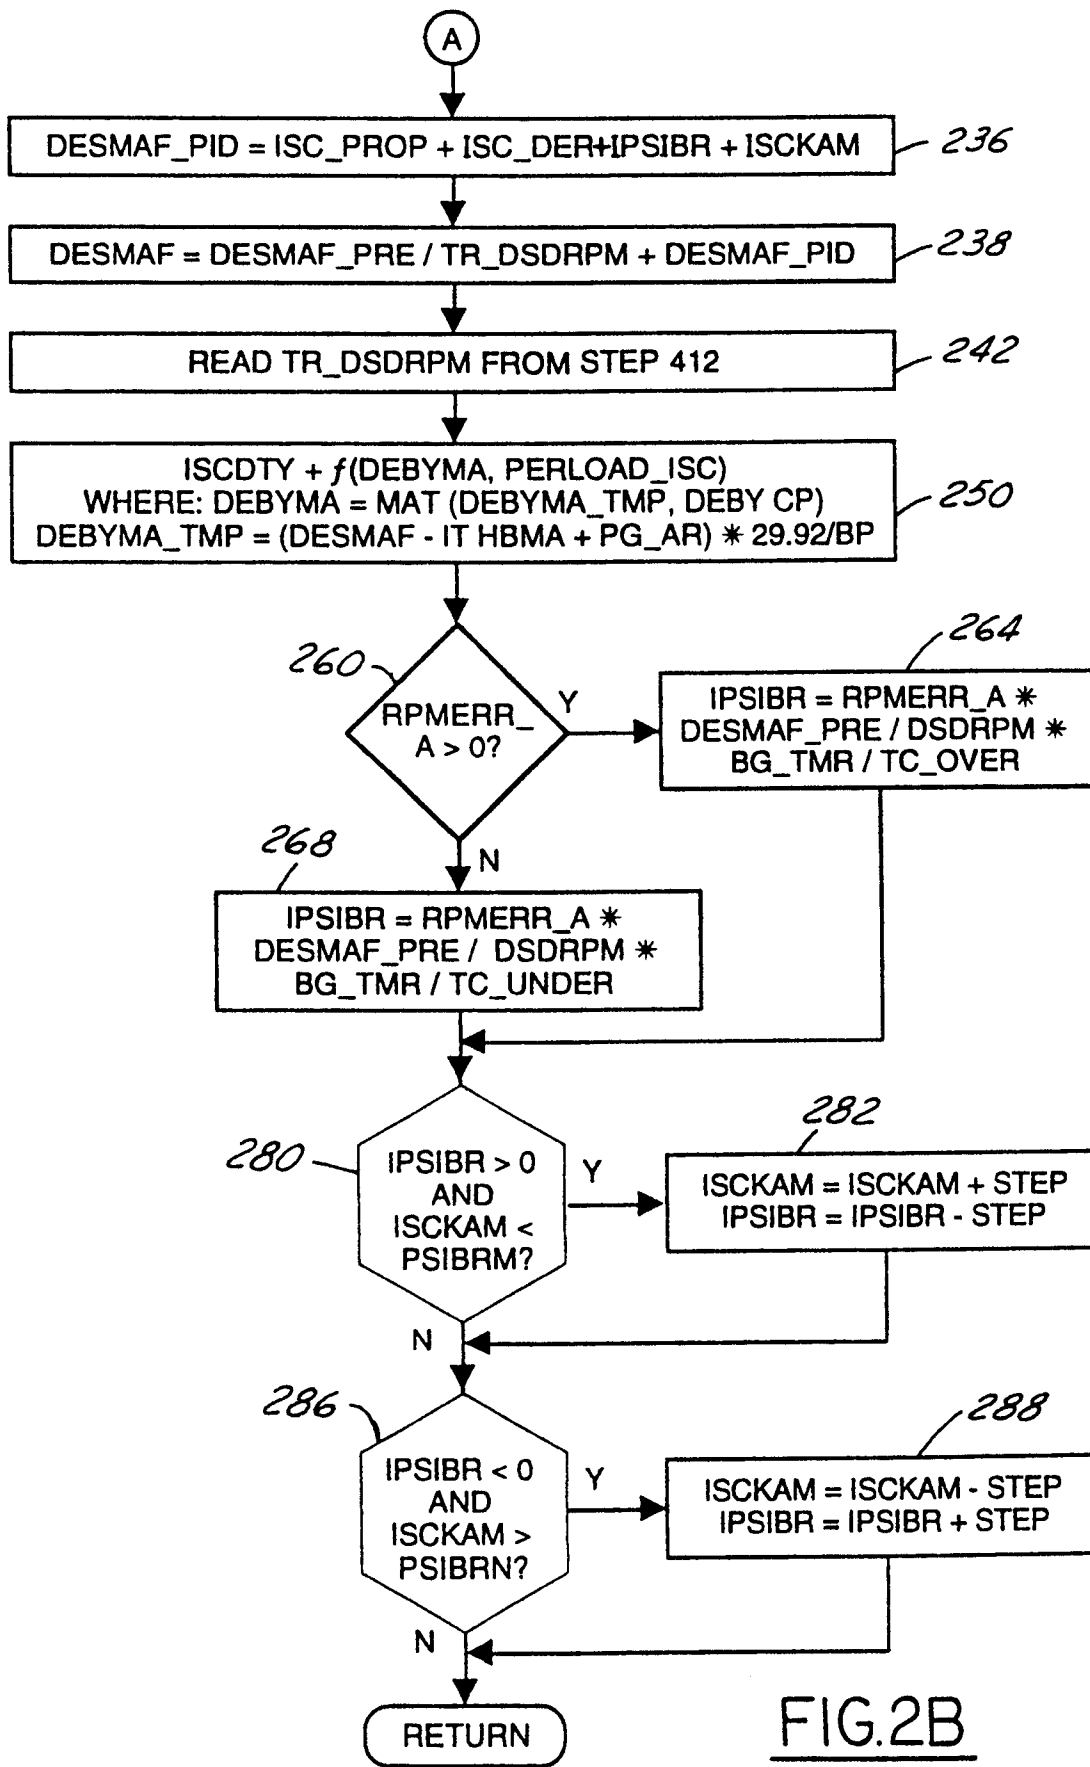 A
DESMAF_PID = ISC_PROP + ISC_DER+IPSIBR + ISCKAM
236
DESMAF = DESMAF_PRE / TR_DSDRPM + DESMAF_PID
238
READ TR_DSDRPM FROM STEP 412
242
ISCDTY + f(DEBYMA, PERLOAD_ISC)
WHERE: DEBYMA = MAT (DEBYMA_TMP, DEBY CP)
DEBYMA_TMP = (DESMAF - IT HBMA + PG_AR) * 29.92/BP
250
260
RPMERR_
A > 0?
Y
N
264
IPSIBR = RPMERR_A *
DESMAF_PRE / DSDRPM *
BG_TMR / TC_OVER
268
IPSIBR = RPMERR_A *
DESMAF_PRE / DSDRPM *
BG_TMR / TC_UNDER
280
IPSIBR > 0
AND
ISCKAM <
PSIBRM?
Y
N
282
ISCKAM = ISCKAM + STEP
IPSIBR = IPSIBR - STEP
286
IPSIBR < 0
AND
ISCKAM >
PSIBRN?
Y
N
288
ISCKAM = ISCKAM - STEP
IPSIBR = IPSIBR + STEP
RETURN
FIG.2B